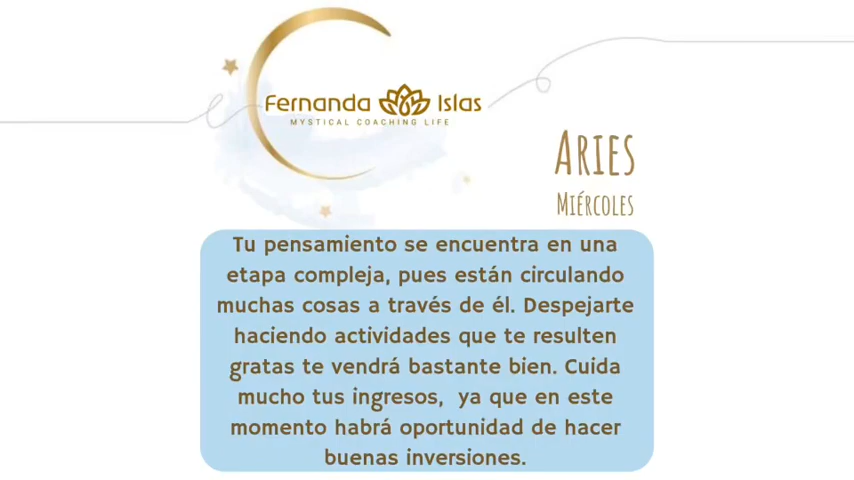 Fernanda Islas
MYSTICAL COACHING LIFE
ARIES
MIÉRCOLES
Tu pensamiento se encuentra en una
etapa compleja, pues están circulando
muchas cosas a través de él. Despejarte
haciendo actividades que te resulten
gratas te vendrá bastante bien. Cuida
mucho tus ingresos,  ya que en este
momento habrá oportunidad de hacer
buenas inversiones.